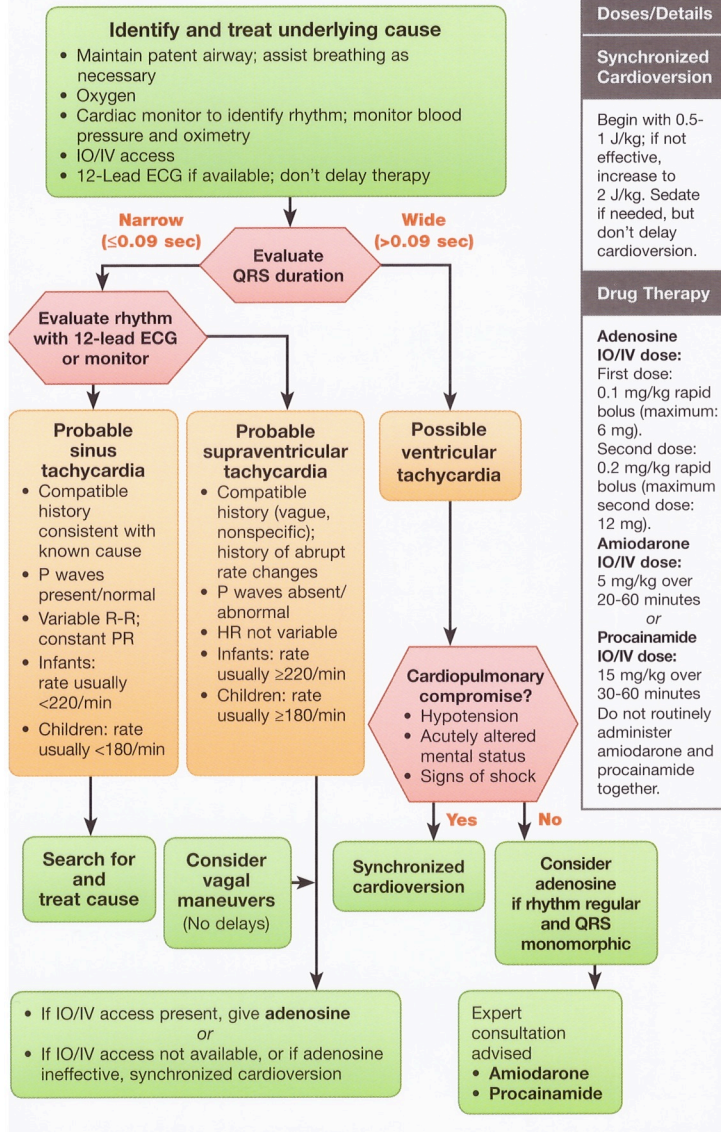 Identify and treat underlying cause
• Maintain patent airway; assist breathing as
necessary
• Oxygen
• Cardiac monitor to identify rhythm; monitor blood
pressure and oximetry
• IO/IV access
• 12-Lead ECG if available; don’t delay therapy
Narrow
(≤0.09 sec)
Wide
(>0.09 sec)
Evaluate
QRS duration
Evaluate rhythm
with 12-lead ECG
or monitor
Probable
sinus
tachycardia
• Compatible
history
consistent with
known cause
• P waves
present/normal
• Variable R-R;
constant PR
• Infants:
rate usually
<220/min
• Children: rate
usually <180/min
Probable
supraventricular
tachycardia
• Compatible
history (vague,
nonspecific);
history of abrupt
rate changes
• P waves absent/
abnormal
• HR not variable
• Infants: rate
usually ≥220/min
• Children: rate
usually ≥180/min
Possible
ventricular
tachycardia
Cardiopulmonary
compromise?
• Hypotension
• Acutely altered
mental status
• Signs of shock
Yes
No
Search for
and
treat cause
Consider
vagal
maneuvers
(No delays)
Synchronized
cardioversion
Consider
adenosine
if rhythm regular
and QRS
monomorphic
• If IO/IV access present, give adenosine
or
• If IO/IV access not available, or if adenosine
ineffective, synchronized cardioversion
Expert
consultation
advised
• Amiodarone
• Procainamide
Doses/Details
Synchronized
Cardioversion
Begin with 0.5-
1 J/kg; if not
effective,
increase to
2 J/kg. Sedate
if needed, but
don’t delay
cardioversion.
Drug Therapy
Adenosine
IO/IV dose:
First dose:
0.1 mg/kg rapid
bolus (maximum:
6 mg).
Second dose:
0.2 mg/kg rapid
bolus (maximum
second dose:
12 mg).
Amiodarone
IO/IV dose:
5 mg/kg over
20-60 minutes
or
Procainamide
IO/IV dose:
15 mg/kg over
30-60 minutes
Do not routinely
administer
amiodarone and
procainamide
together.